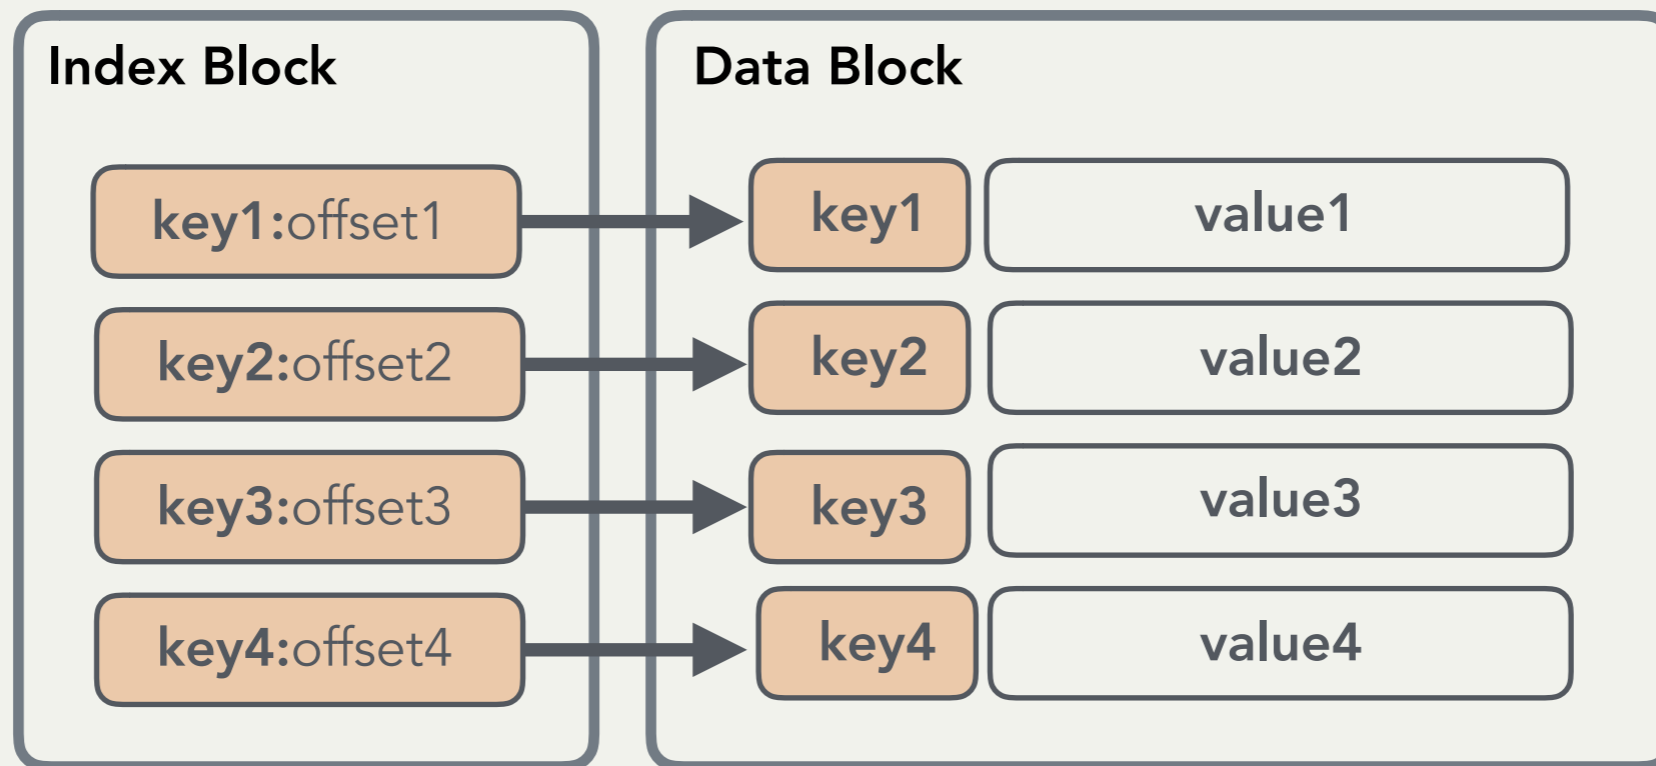 Index Block
Data Block
key1:offset1
key1
value1
key2:offset2
key2
value2
key3:offset3
key3
value3
key4:offset4
key4
value4